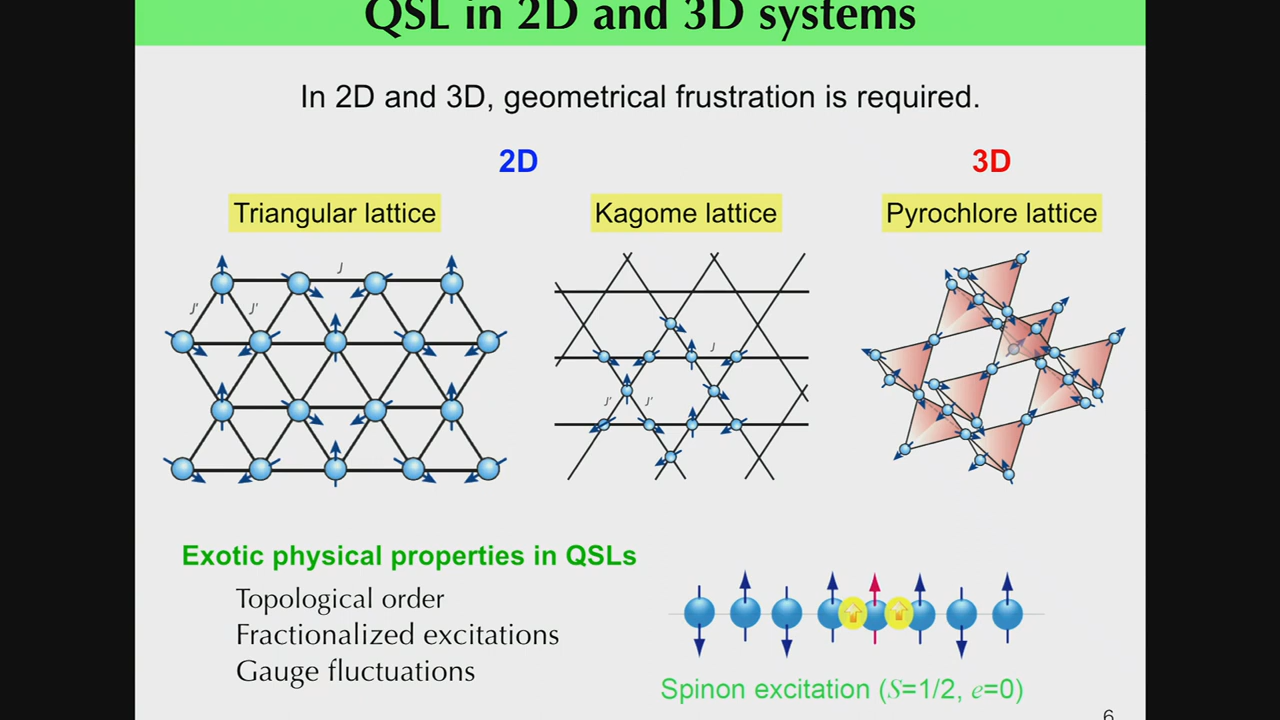 QSL in 2D and 3D systems
In 2D and 3D, geometrical frustration is required.
2D
3D
Triangular lattice
Kagome lattice
Pyrochlore lattice
J
J' J'
J
J' J'
Exotic physical properties in QSLs
Topological order
Fractionalized excitations
Gauge fluctuations
Spinon excitation (S=1/2, e=0)
6